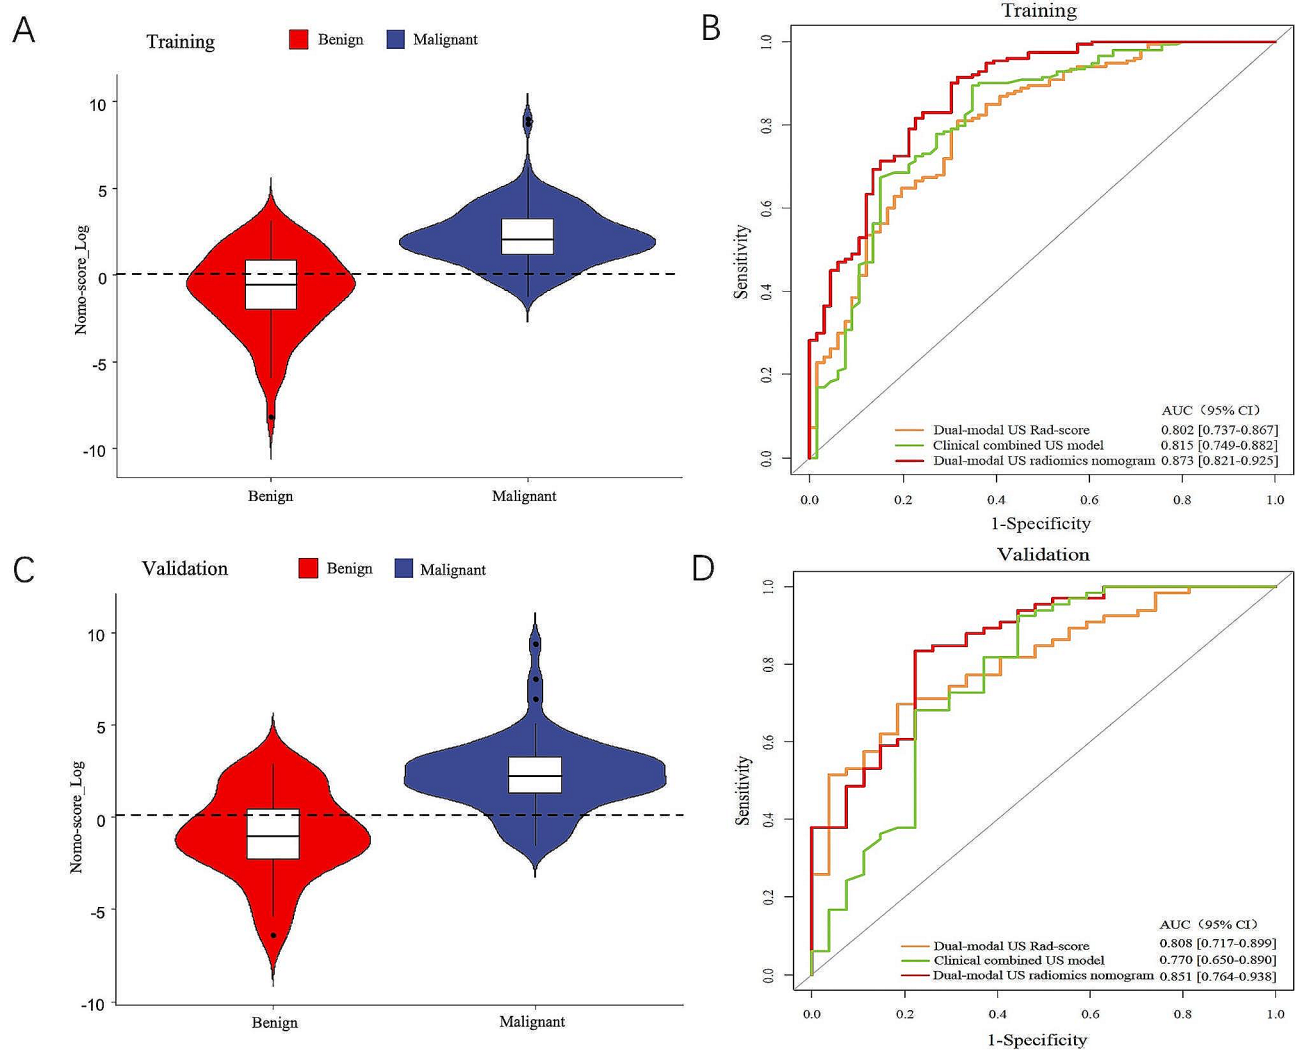 A
Training
Benign
Malignant
Nomo-score_Log
10
5
0
-5
-10
Benign
Malignant
B
Training
Sensitivity
1.0
0.8
0.6
0.4
0.2
0.0
AUC（95% CI）
Dual-modal US Rad-score 0.802 [0.737-0.867]
Clinical combined US model 0.815 [0.749-0.882]
Dual-modal US radiomics nomogram 0.873 [0.821-0.925]
0.0 0.2 0.4 0.6 0.8 1.0
1-Specificity
C
Validation
Benign
Malignant
Nomo-score_Log
10
5
0
-5
-10
Benign
Malignant
D
Validation
Sensitivity
1.0
0.8
0.6
0.4
0.2
0.0
AUC（95% CI）
Dual-modal US Rad-score 0.808 [0.717-0.899]
Clinical combined US model 0.770 [0.650-0.890]
Dual-modal US radiomics nomogram 0.851 [0.764-0.938]
0.0 0.2 0.4 0.6 0.8 1.0
1-Specificity